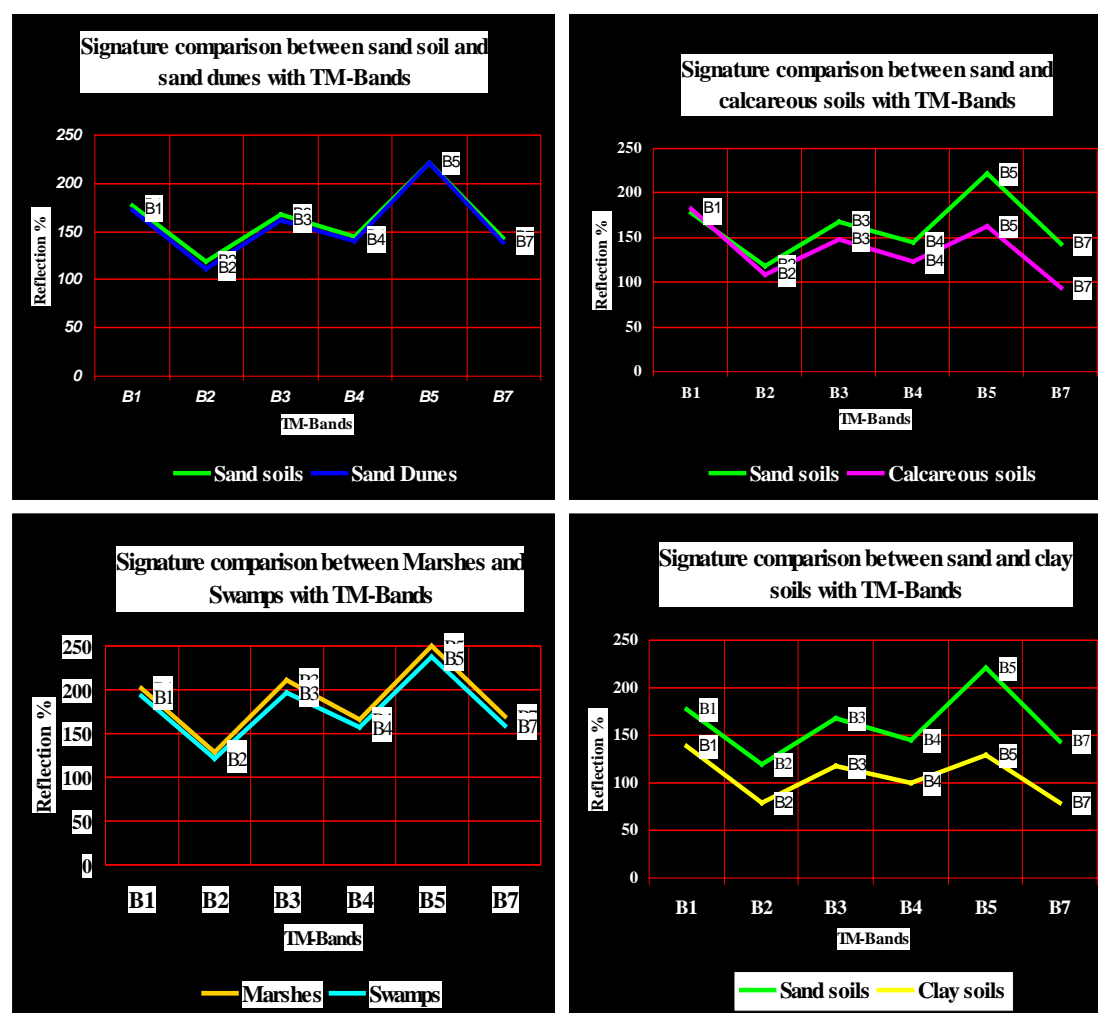 Signature comparison between sand soil and
sand dunes with TM-Bands
250
200
150
100
50
0
Reflection %
B1
B2
B3
B4
B5
B7
B1
B2
B2
B3
B4
B5
B7
TM-Bands
Sand soils
Sand Dunes
Signature comparison between sand and
calcareous soils with TM-Bands
250
200
150
100
50
0
Reflection %
B1
B2
B3
B3
B4
B4
B5
B5
B7
B7
B1
B2
B3
B4
B5
B7
TM-Bands
Sand soils
Calcareous soils
Signature comparison between Marshes and
Swamps with TM-Bands
250
200
150
100
50
0
Reflection %
B1
B2
B3
B4
B5
B7
B1
B2
B3
B4
B5
B7
TM-Bands
Marshes
Swamps
Signature comparison between sand and clay
soils with TM-Bands
250
200
150
100
50
0
Reflection %
B1
B2
B3
B4
B5
B7
B1
B2
B3
B4
B5
B7
B1
B2
B3
B4
B5
B7
TM-Bands
Sand soils
Clay soils